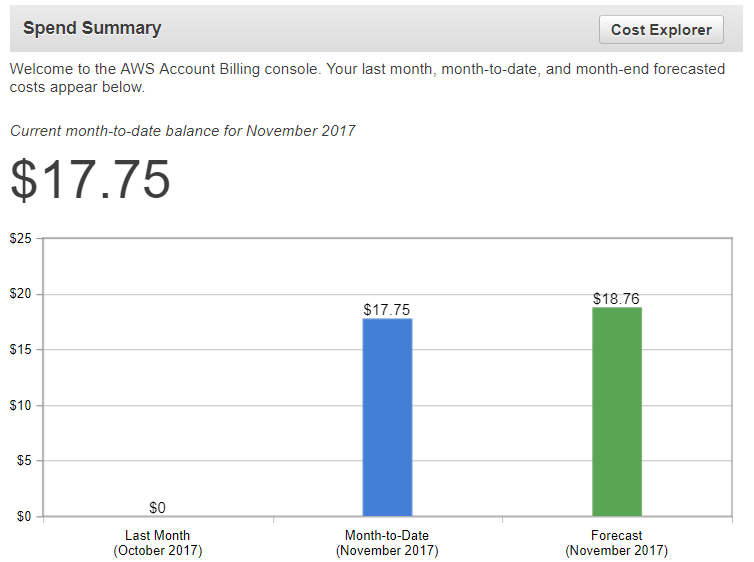 Spend Summary
Cost Explorer
Welcome to the AWS Account Billing console. Your last month, month-to-date, and month-end forecasted
costs appear below.
Current month-to-date balance for November 2017
$17.75
$25
$20
$15
$10
$5
$0
$0
$17.75
$18.76
Last Month
(October 2017)
Month-to-Date
(November 2017)
Forecast
(November 2017)